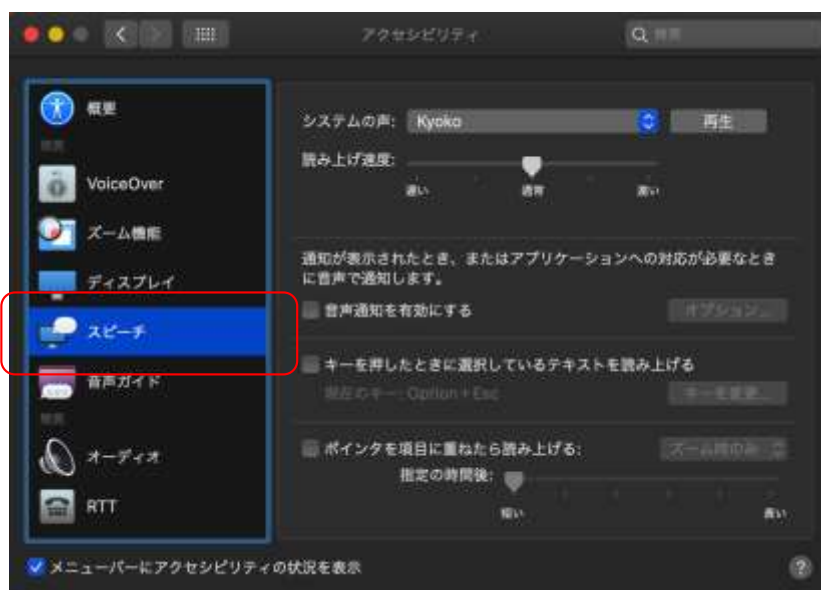 アクセシビリティ
検索
概要
VoiceOver
ズーム機能
ディスプレイ
スピーチ
音声ガイド
オーディオ
RTT
システムの声: Kyoko
再生
読み上げ速度:
遅い 通常 速い
通知が表示されたとき、またはアプリケーションへの対応が必要なとき
に音声で通知します。
音声通知を有効にする
オプション...
キーを押したときに選択しているテキストを読み上げる
現在のキー: Option+Esc
キーを変更...
ポインタを項目に重ねたら読み上げる:
ズーム時のみ
指定の時間後:
短い 長い
メニューバーにアクセシビリティの状況を表示
?